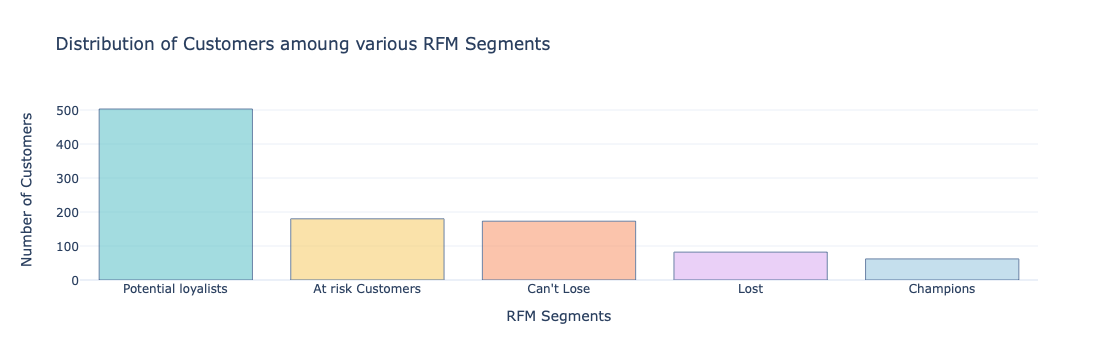 Distribution of Customers amoung various RFM Segments
Number of Customers
500
400
300
200
100
0
Potential loyalists At risk Customers Can't Lose Lost Champions
RFM Segments